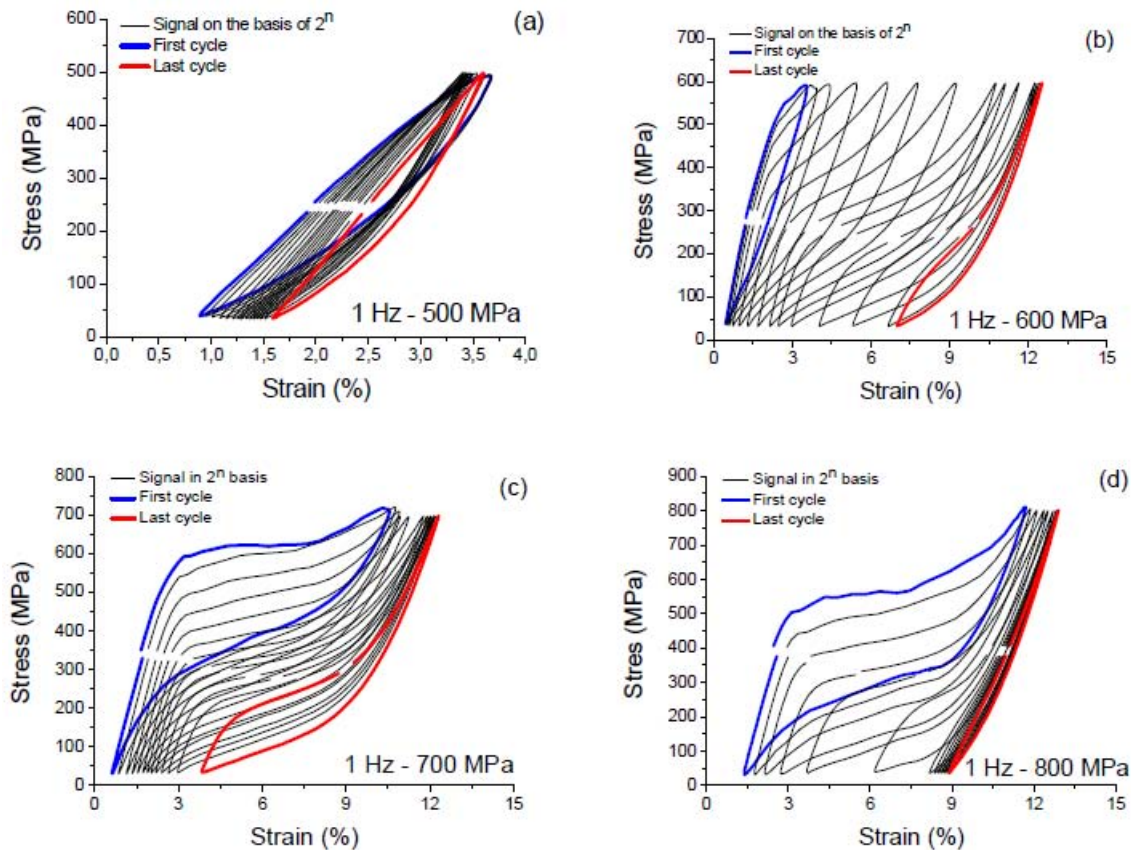 600
500
400
300
200
100
0
Stress (MPa)
Signal on the basis of 2ⁿ
First cycle
Last cycle
(a)
1 Hz - 500 MPa
0,0 0,5 1,0 1,5 2,0 2,5 3,0 3,5 4,0
Strain (%)
700
600
500
400
300
200
100
0
Stress (MPa)
Signal on the basis of 2ⁿ
First cycle
Last cycle
(b)
1 Hz - 600 MPa
0 3 6 9 12 15
Strain (%)
800
700
600
500
400
300
200
100
0
Stress (MPa)
Signal in 2ⁿ basis
First cycle
Last cycle
(c)
1 Hz - 700 MPa
0 3 6 9 12 15
Strain (%)
900
800
700
600
500
400
300
200
100
0
Stres (MPa)
Signal in 2ⁿ basis
First cycle
Last cycle
(d)
1 Hz - 800 MPa
0 3 6 9 12 15
Strain (%)